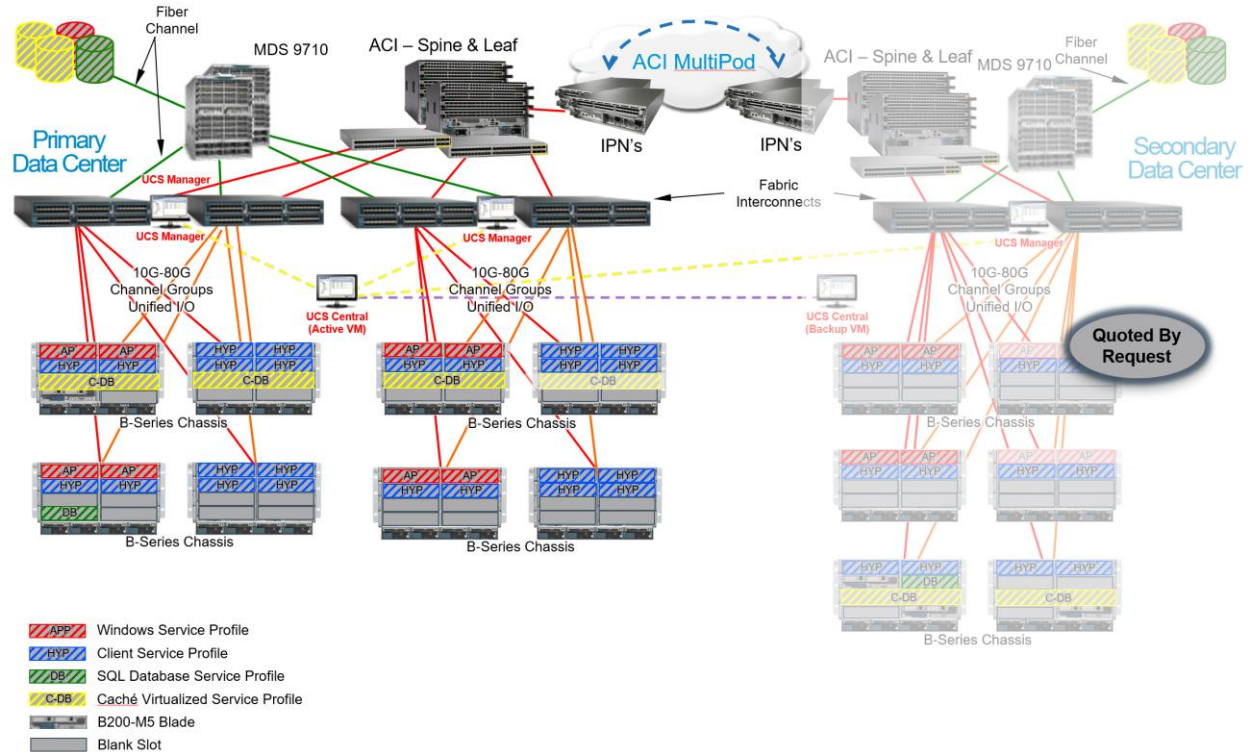 Fiber
Channel
MDS 9710
ACI – Spine & Leaf
ACI MultiPod
ACI – Spine & Leaf
MDS 9710
Fiber
Channel
IPN's
IPN's
Primary
Data Center
Secondary
Data Center
UCS Manager
UCS Manager
UCS Manager
UCS Manager
Fabric
Interconnects
10G-80G
Channel Groups
Unified I/O
10G-80G
Channel Groups
Unified I/O
10G-80G
Channel Groups
Unified I/O
UCS Central
(Active VM)
UCS Central
(Backup VM)
Quoted By
Request
AP AP
HYP HYP
C-DB
HYP HYP
HYP HYP
C-DB
AP AP
HYP HYP
C-DB
HYP HYP
HYP HYP
C-DB
AP AP
HYP HYP
AP AP
HYP HYP
B-Series Chassis
B-Series Chassis
B-Series Chassis
AP AP
HYP HYP
DB
HYP HYP
HYP HYP
AP AP
HYP HYP
HYP HYP
HYP HYP
AP AP
HYP HYP
AP AP
HYP HYP
B-Series Chassis
B-Series Chassis
HYP HYP
DB
C-DB
HYP HYP
C-DB
B-Series Chassis
APP Windows Service Profile
HYP Client Service Profile
DB SQL Database Service Profile
C-DB Caché Virtualized Service Profile
B200-M5 Blade
Blank Slot